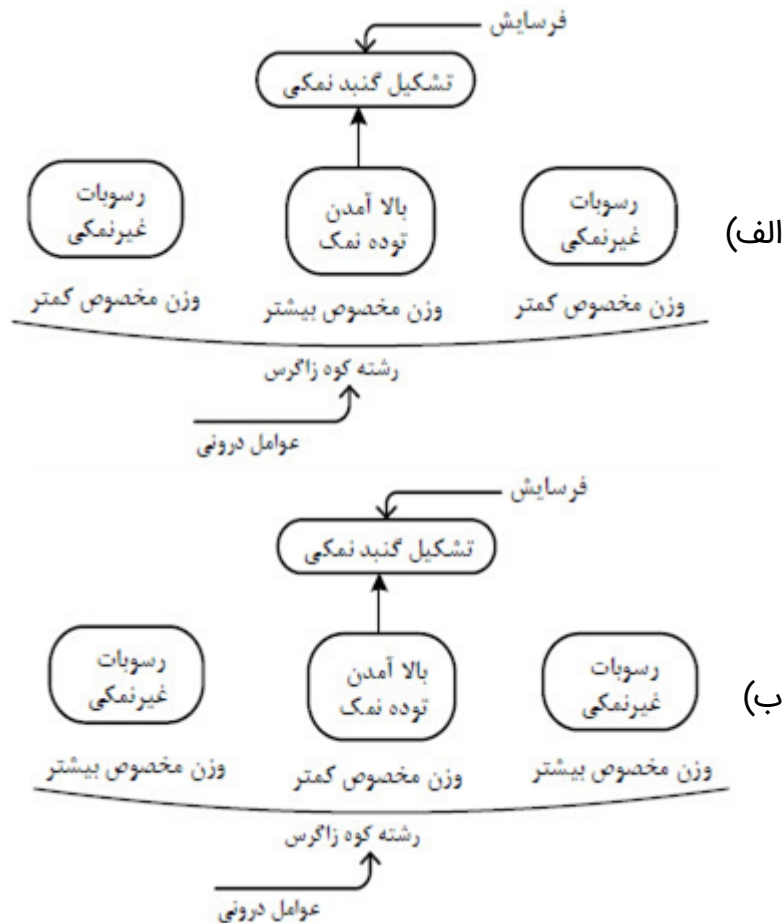 فرسایش
تشکیل گنبد نمکی
رسوبات
غیرنمکی
بالا آمدن
توده نمک
رسوبات
غیرنمکی
الف)
وزن مخصوص کمتر
وزن مخصوص بیشتر
وزن مخصوص کمتر
رشته کوه زاگرس
عوامل درونی
فرسایش
تشکیل گنبد نمکی
رسوبات
غیرنمکی
بالا آمدن
توده نمک
رسوبات
غیرنمکی
ب)
وزن مخصوص بیشتر
وزن مخصوص کمتر
وزن مخصوص بیشتر
رشته کوه زاگرس
عوامل درونی